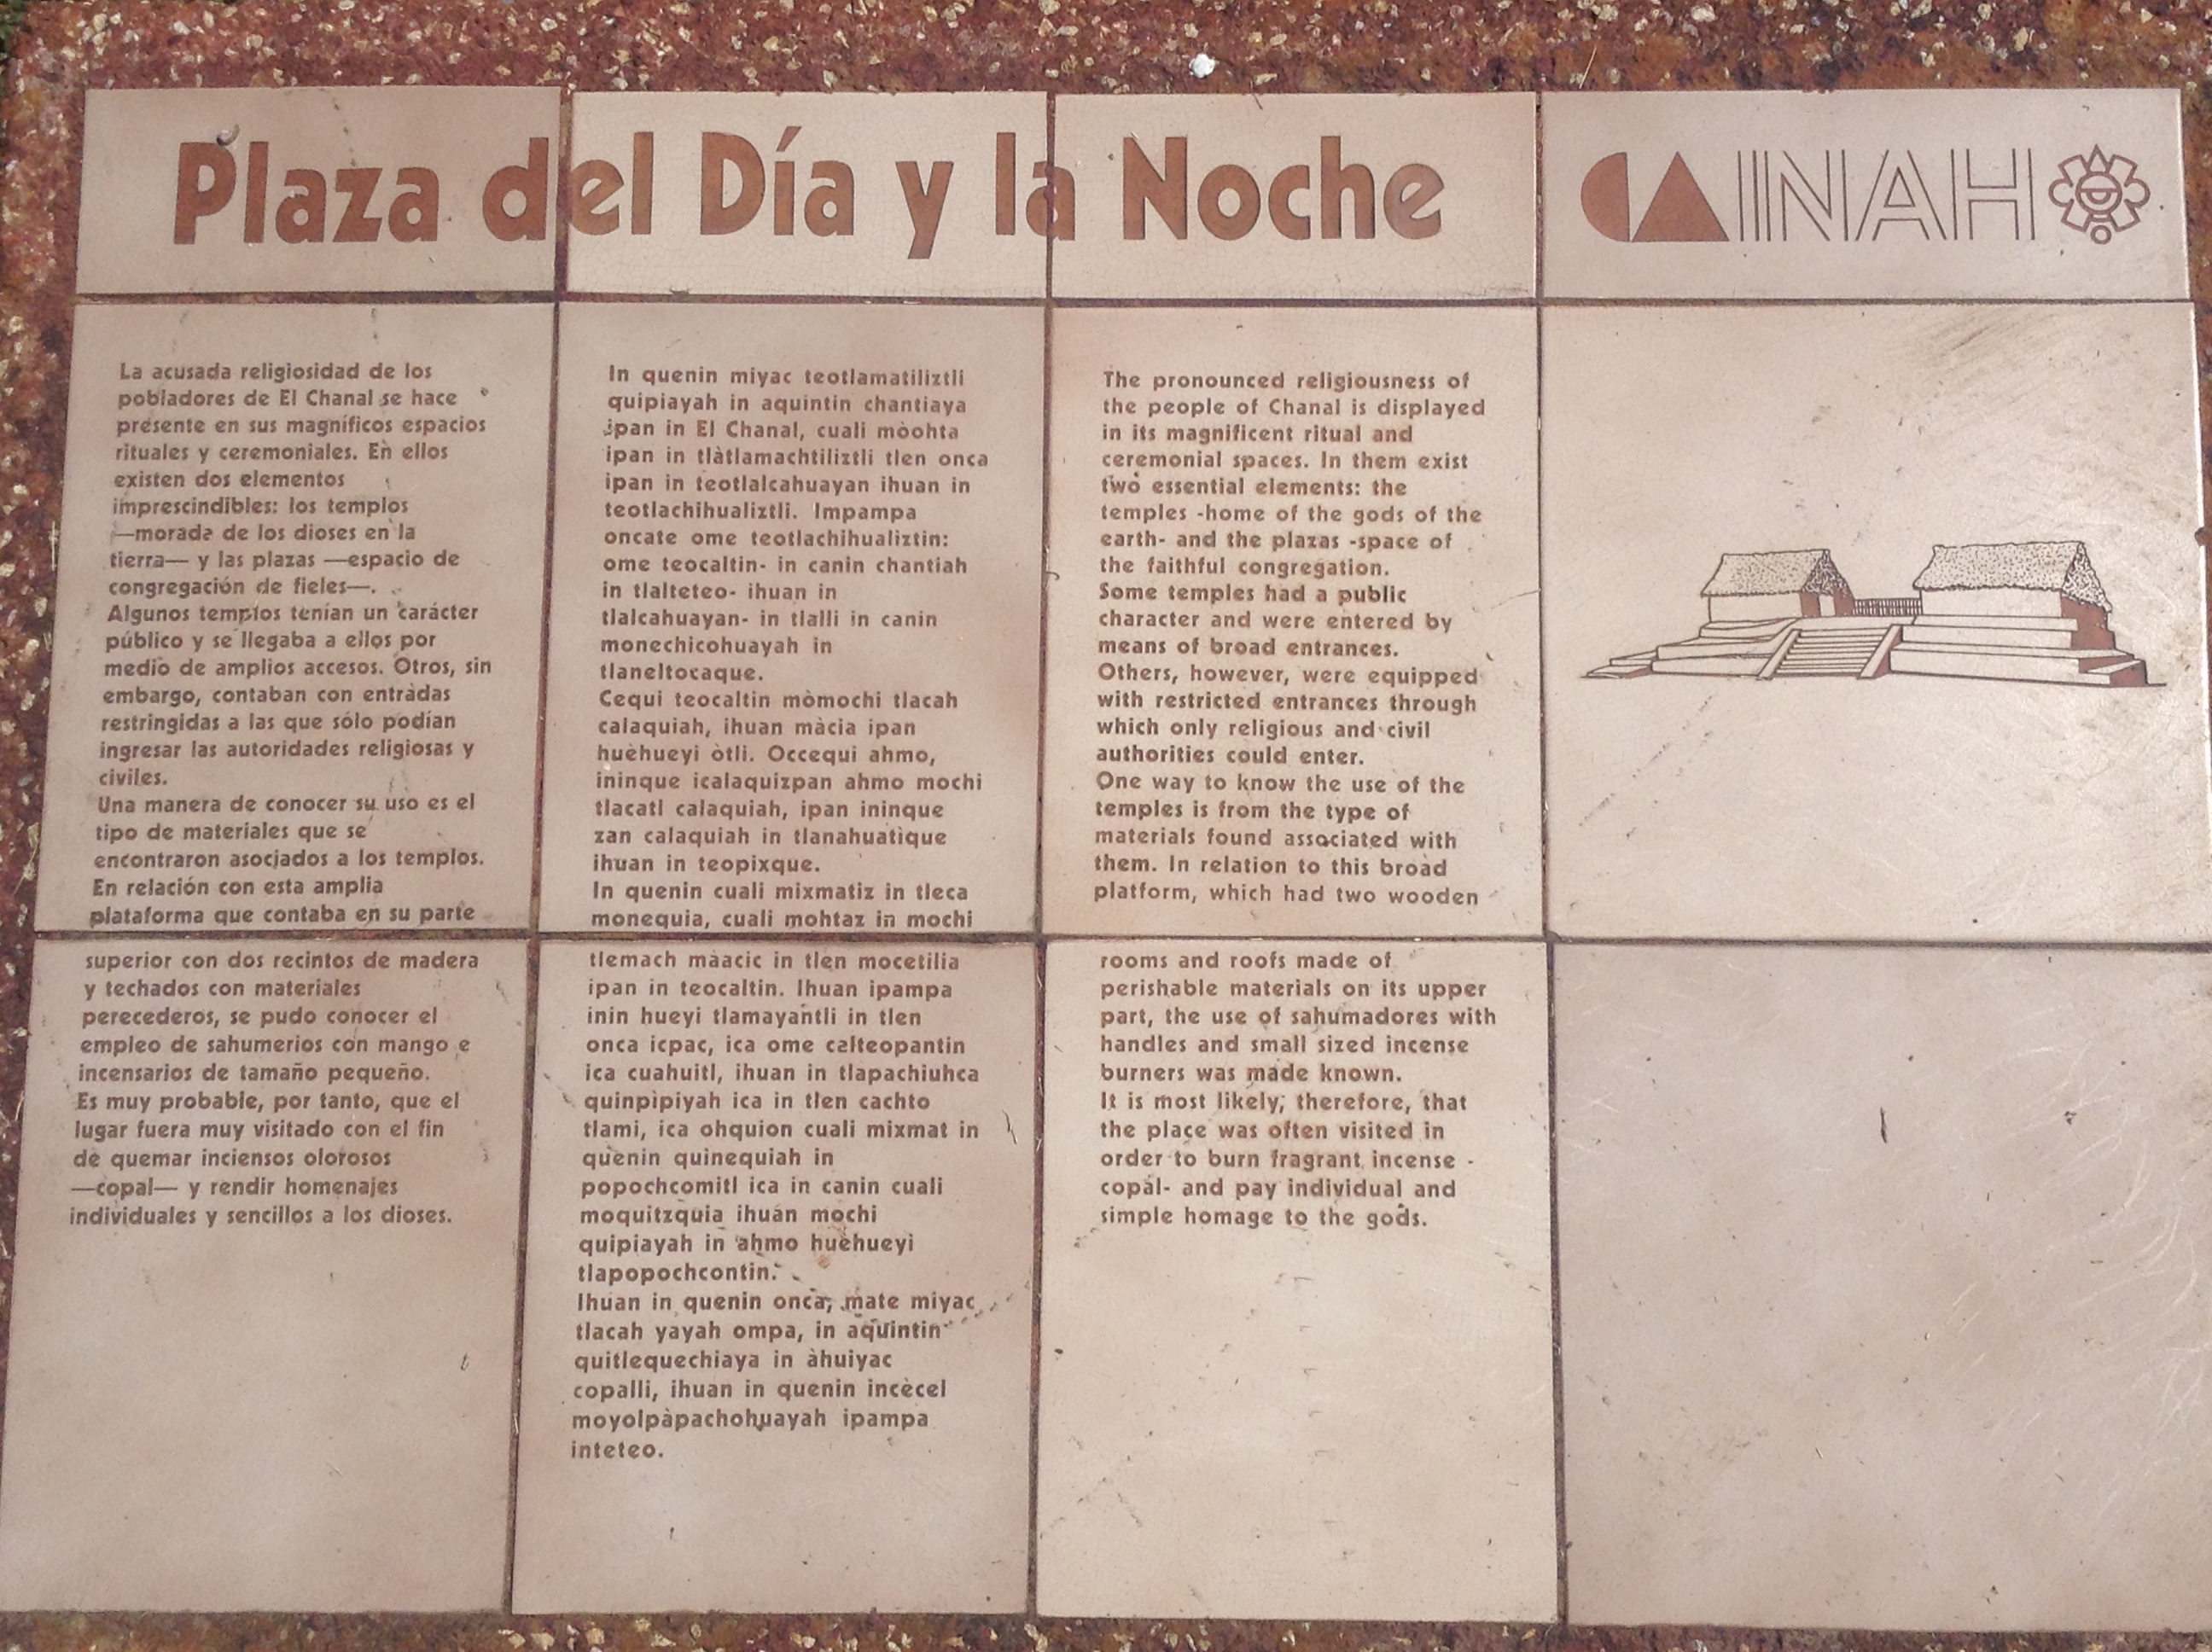 Plaza del Día y la Noche
CA INAH
La acusada religiosidad de los
pobladores de El Chanal se hace
presente en sus magníficos espacios
rituales y ceremoniales. En ellos
existen dos elementos
imprescindibles: los templos
—morada de los dioses en la
tierra— y las plazas —espacio de
congregación de fieles—.
Algunos templos tenían un carácter
público y se llegaba a ellos por
medio de amplios accesos. Otros, sin
embargo, contaban con entradas
restringidas a las que sólo podían
ingresar las autoridades religiosas y
civiles.
Una manera de conocer su uso es el
tipo de materiales que se
encontraron asociados a los templos.
En relación con esta amplia
plataforma que contaba en su parte
superior con dos recintos de madera
y techados con materiales
perecederos, se pudo conocer el
empleo de sahumerios con mango e
incensarios de tamaño pequeño.
Es muy probable, por tanto, que el
lugar fuera muy visitado con el fin
de quemar inciensos olorosos
—copal— y rendir homenajes
individuales y sencillos a los dioses.
In quenin miyac teotlamatiliztli
quipiayah in aquintin chantiaya
ipan in El Chanal, cuali mòohta
ipan in tlàtlamachtiliztli tlen onca
ipan in teotlalcahuayan ihuan in
teotlachihualiztli. Impampa
oncate ome teotlachihualiztin:
ome teocaltin- in canin chantiah
in tlalteteo- ihuan in
tlalcahuayan- in tlalli in canin
monechicohuayah in
tlaneltocaque.
Cequi teocaltin mòmochi tlacah
calaquiah, ihuan màcia ipan
huèhueyi òtli. Occequi ahmo,
ininque icalaquizpan ahmo mochi
tlacatl calaquiah, ipan ininque
zan calaquiah in tlanahuatìque
ihuan in teopixque.
In quenin cuali mixmatiz in tleca
monequia, cuali mohtaz in mochi
tlemach màacic in tlen mocetilia
ipan in teocaltin. Ihuan ipampa
inin hueyi tlamayantli in tlen
onca icpac, ica ome calteopantin
ica cuahuitl, ihuan in tlapachiuhca
quinpìpiyah ica in tlen cachto
tlami, ica ohquion cuali mixmat in
quenin quinequiah in
popochcomitl ica in canin cuali
moquitzquia ihuan mochi
quipiayah in ahmo huèhueyi
tlapopochcontin.
Ihuan in quenin onca, mate miyac
tlacah yayah ompa, in aquintin
quitlequechiaya in àhuiyac
copalli, ihuan in quenin incècel
moyolpàpachohuayah ipampa
inteteo.
The pronounced religiousness of
the people of Chanal is displayed
in its magnificent ritual and
ceremonial spaces. In them exist
two essential elements: the
temples -home of the gods of the
earth- and the plazas -space of
the faithful congregation.
Some temples had a public
character and were entered by
means of broad entrances.
Others, however, were equipped
with restricted entrances through
which only religious and civil
authorities could enter.
One way to know the use of the
temples is from the type of
materials found associated with
them. In relation to this broad
platform, which had two wooden
rooms and roofs made of
perishable materials on its upper
part, the use of sahumadores with
handles and small sized incense
burners was made known.
It is most likely, therefore, that
the place was often visited in
order to burn fragrant incense -
copal- and pay individual and
simple homage to the gods.